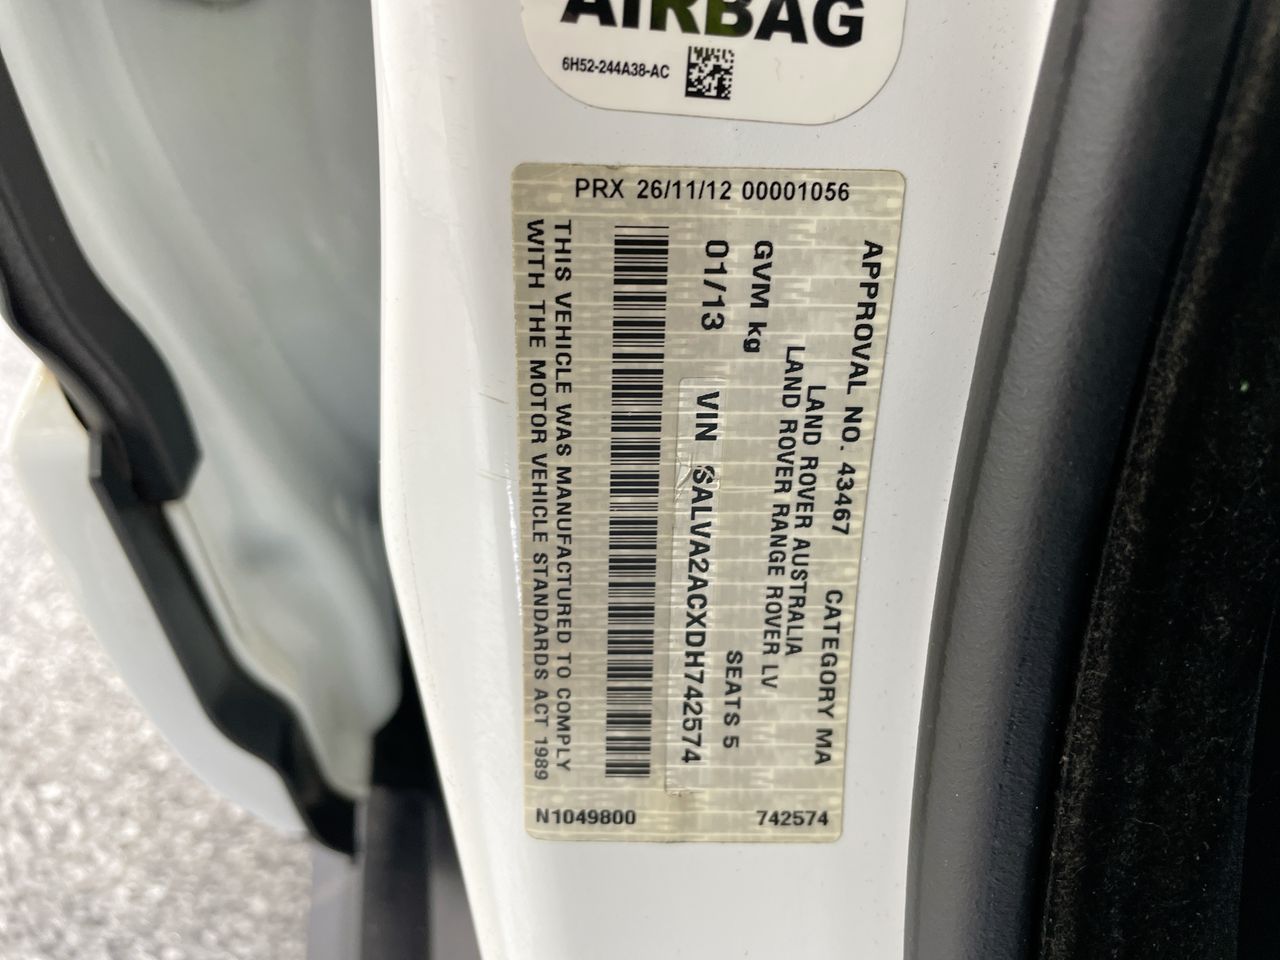 AIRBAG
6H52-244A38-AC
PRX 26/11/12 00001056
APPROVAL NO. 43467 CATEGORY MA
LAND ROVER AUSTRALIA
LAND ROVER RANGE ROVER LV
GVM kg SEATS 5
01/13 VIN SALVA2ACXDH742574
THIS VEHICLE WAS MANUFACTURED TO COMPLY
WITH THE MOTOR VEHICLE STANDARDS ACT 1989
N1049800 742574